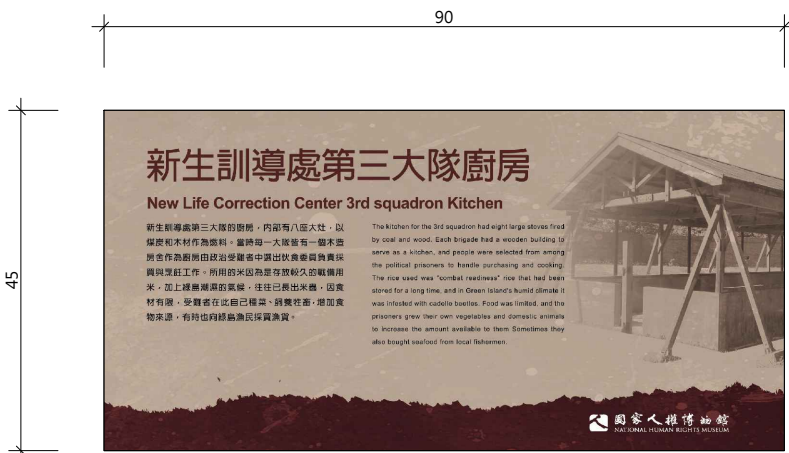 90
45
新生訓導處第三大隊廚房
New Life Correction Center 3rd squadron Kitchen
新生訓導處第三大隊的廚房，內部有八座大灶，以
煤炭和木材作為燃料。當時每一大隊皆有一個木造
房舍作為廚房由政治受難者中選出伙食委員負責採
買與烹飪工作。所用的米因為是存放較久的戰備用
米，加上綠島潮濕的氣候，往往已長出米蟲，因食
材有限，受難者在此自己種菜、飼養牲畜，增加食
物來源，有時也向綠島漁民採買漁貨。
The kitchen for the 3rd squadron had eight large stoves fired
by coal and wood. Each brigade had a wooden building to
serve as a kitchen, and people were selected from among
the political prisoners to handle purchasing and cooking.
The rice used was "combat readiness" rice that had been
stored for a long time, and in Green Island's humid climate it
was infested with cadelle beetles. Food was limited, and the
prisoners grew their own vegetables and domestic animals
to increase the amount available to them Sometimes they
also bought seafood from local fishermen.
國家人權博物館
NATIONAL HUMAN RIGHTS MUSEUM